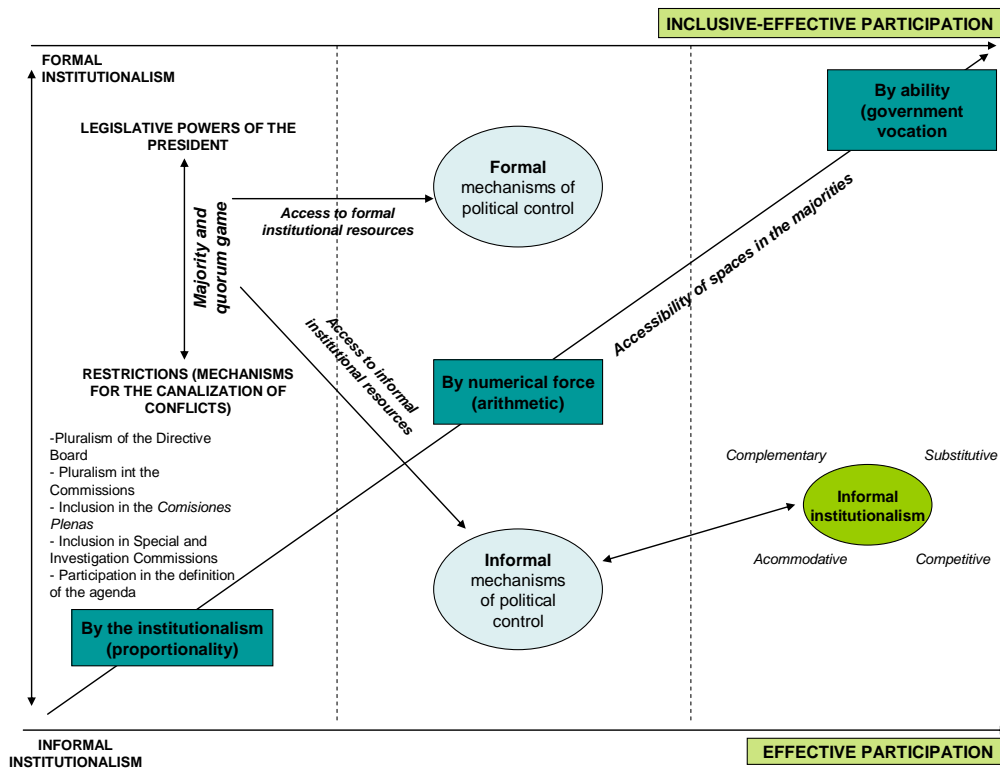 INCLUSIVE-EFFECTIVE PARTICIPATION
FORMAL
INSTITUTIONALISM
By ability
(government
vocation
LEGISLATIVE POWERS OF THE
PRESIDENT
Formal
mechanisms of
political control
Access to formal
institutional resources
Majority and
quorum game
Accessibility of spaces in the majorities
Access to informal
institutional resources
RESTRICTIONS (MECHANISMS
FOR THE CANALIZATION OF
CONFLICTS)
By numerical force
(arithmetic)
-Pluralism of the Directive
Board
- Pluralism int the
Commissions
- Inclusion in the Comisiones
Plenas
- Inclusion in Special and
Investigation Commissions
- Participation in the definition
of the agenda
Complementary
Substitutive
Informal
institutionalism
Acommodative
Competitive
Informal
mechanisms
of political
control
By the institutionalism
(proportionality)
INFORMAL
INSTITUTIONALISM
EFFECTIVE PARTICIPATION